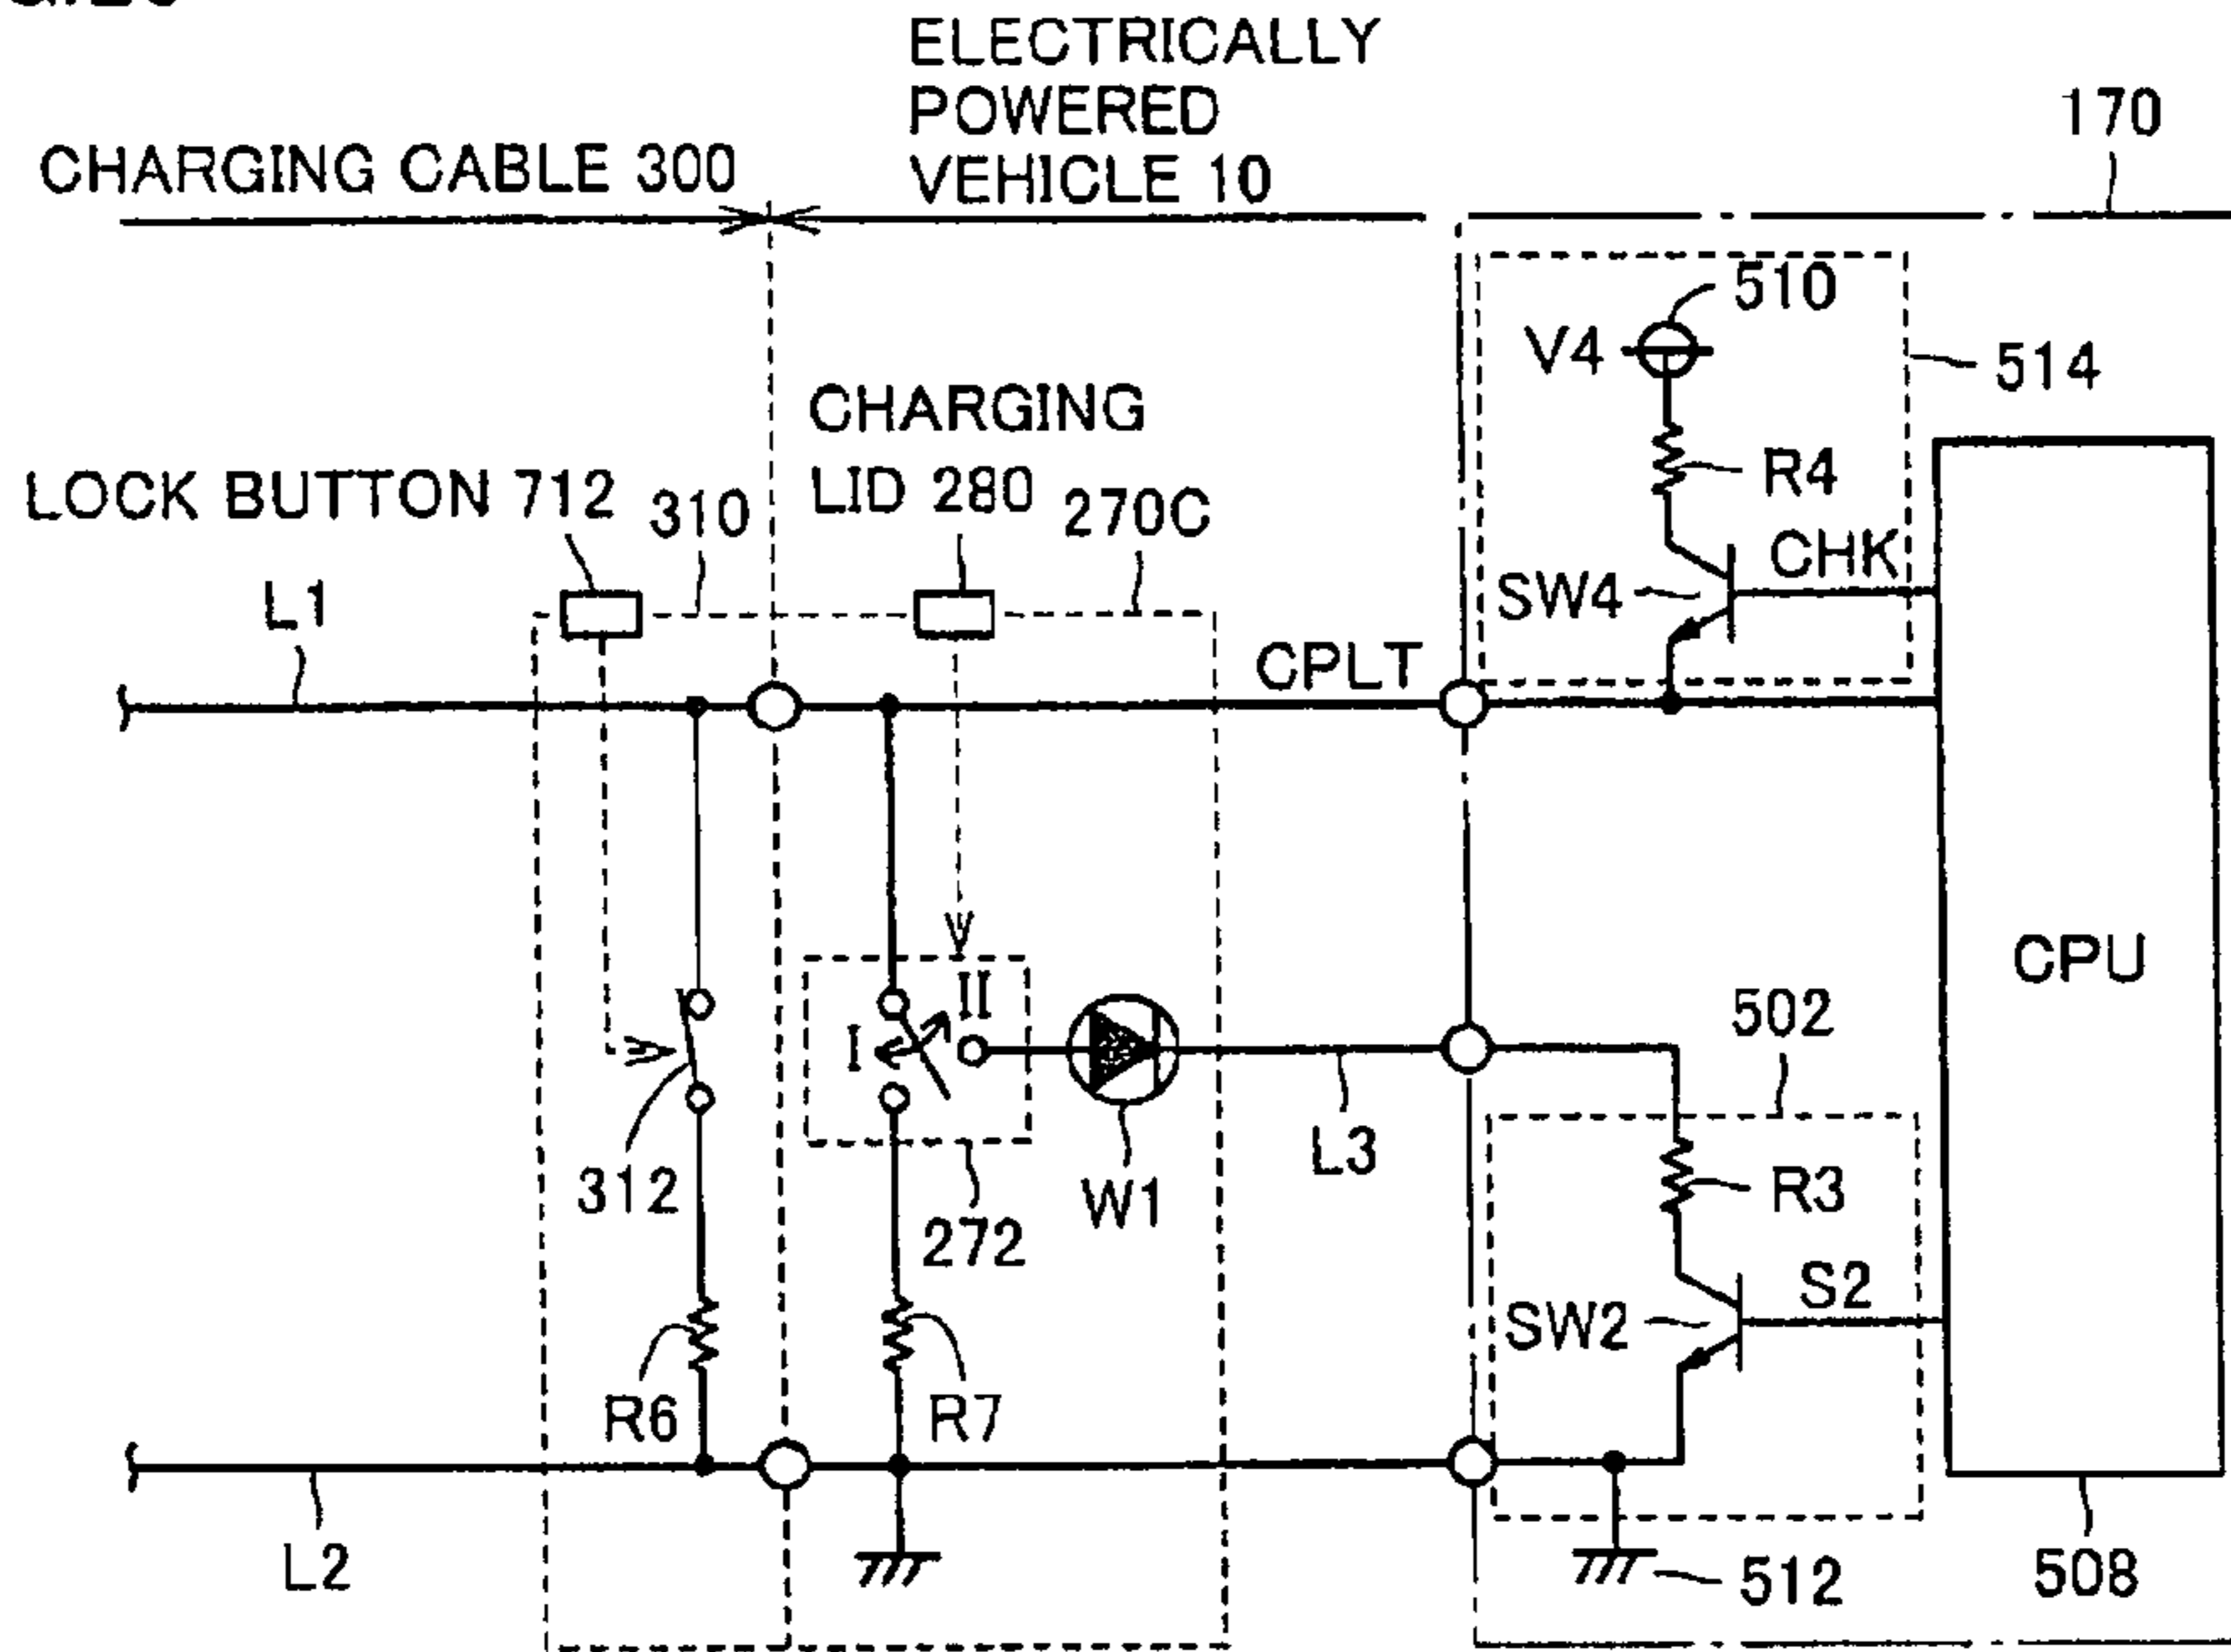 ELECTRICALLY
POWERED
VEHICLE 10
CHARGING CABLE 300
170
510
V4
514
CHARGING
LID 280
R4
LOCK BUTTON 712
310
270C
CHK
SW4
L1
CPLT
II
I
CPU
502
312
272
W1
L3
R3
S2
SW2
R6
R7
L2
512
508